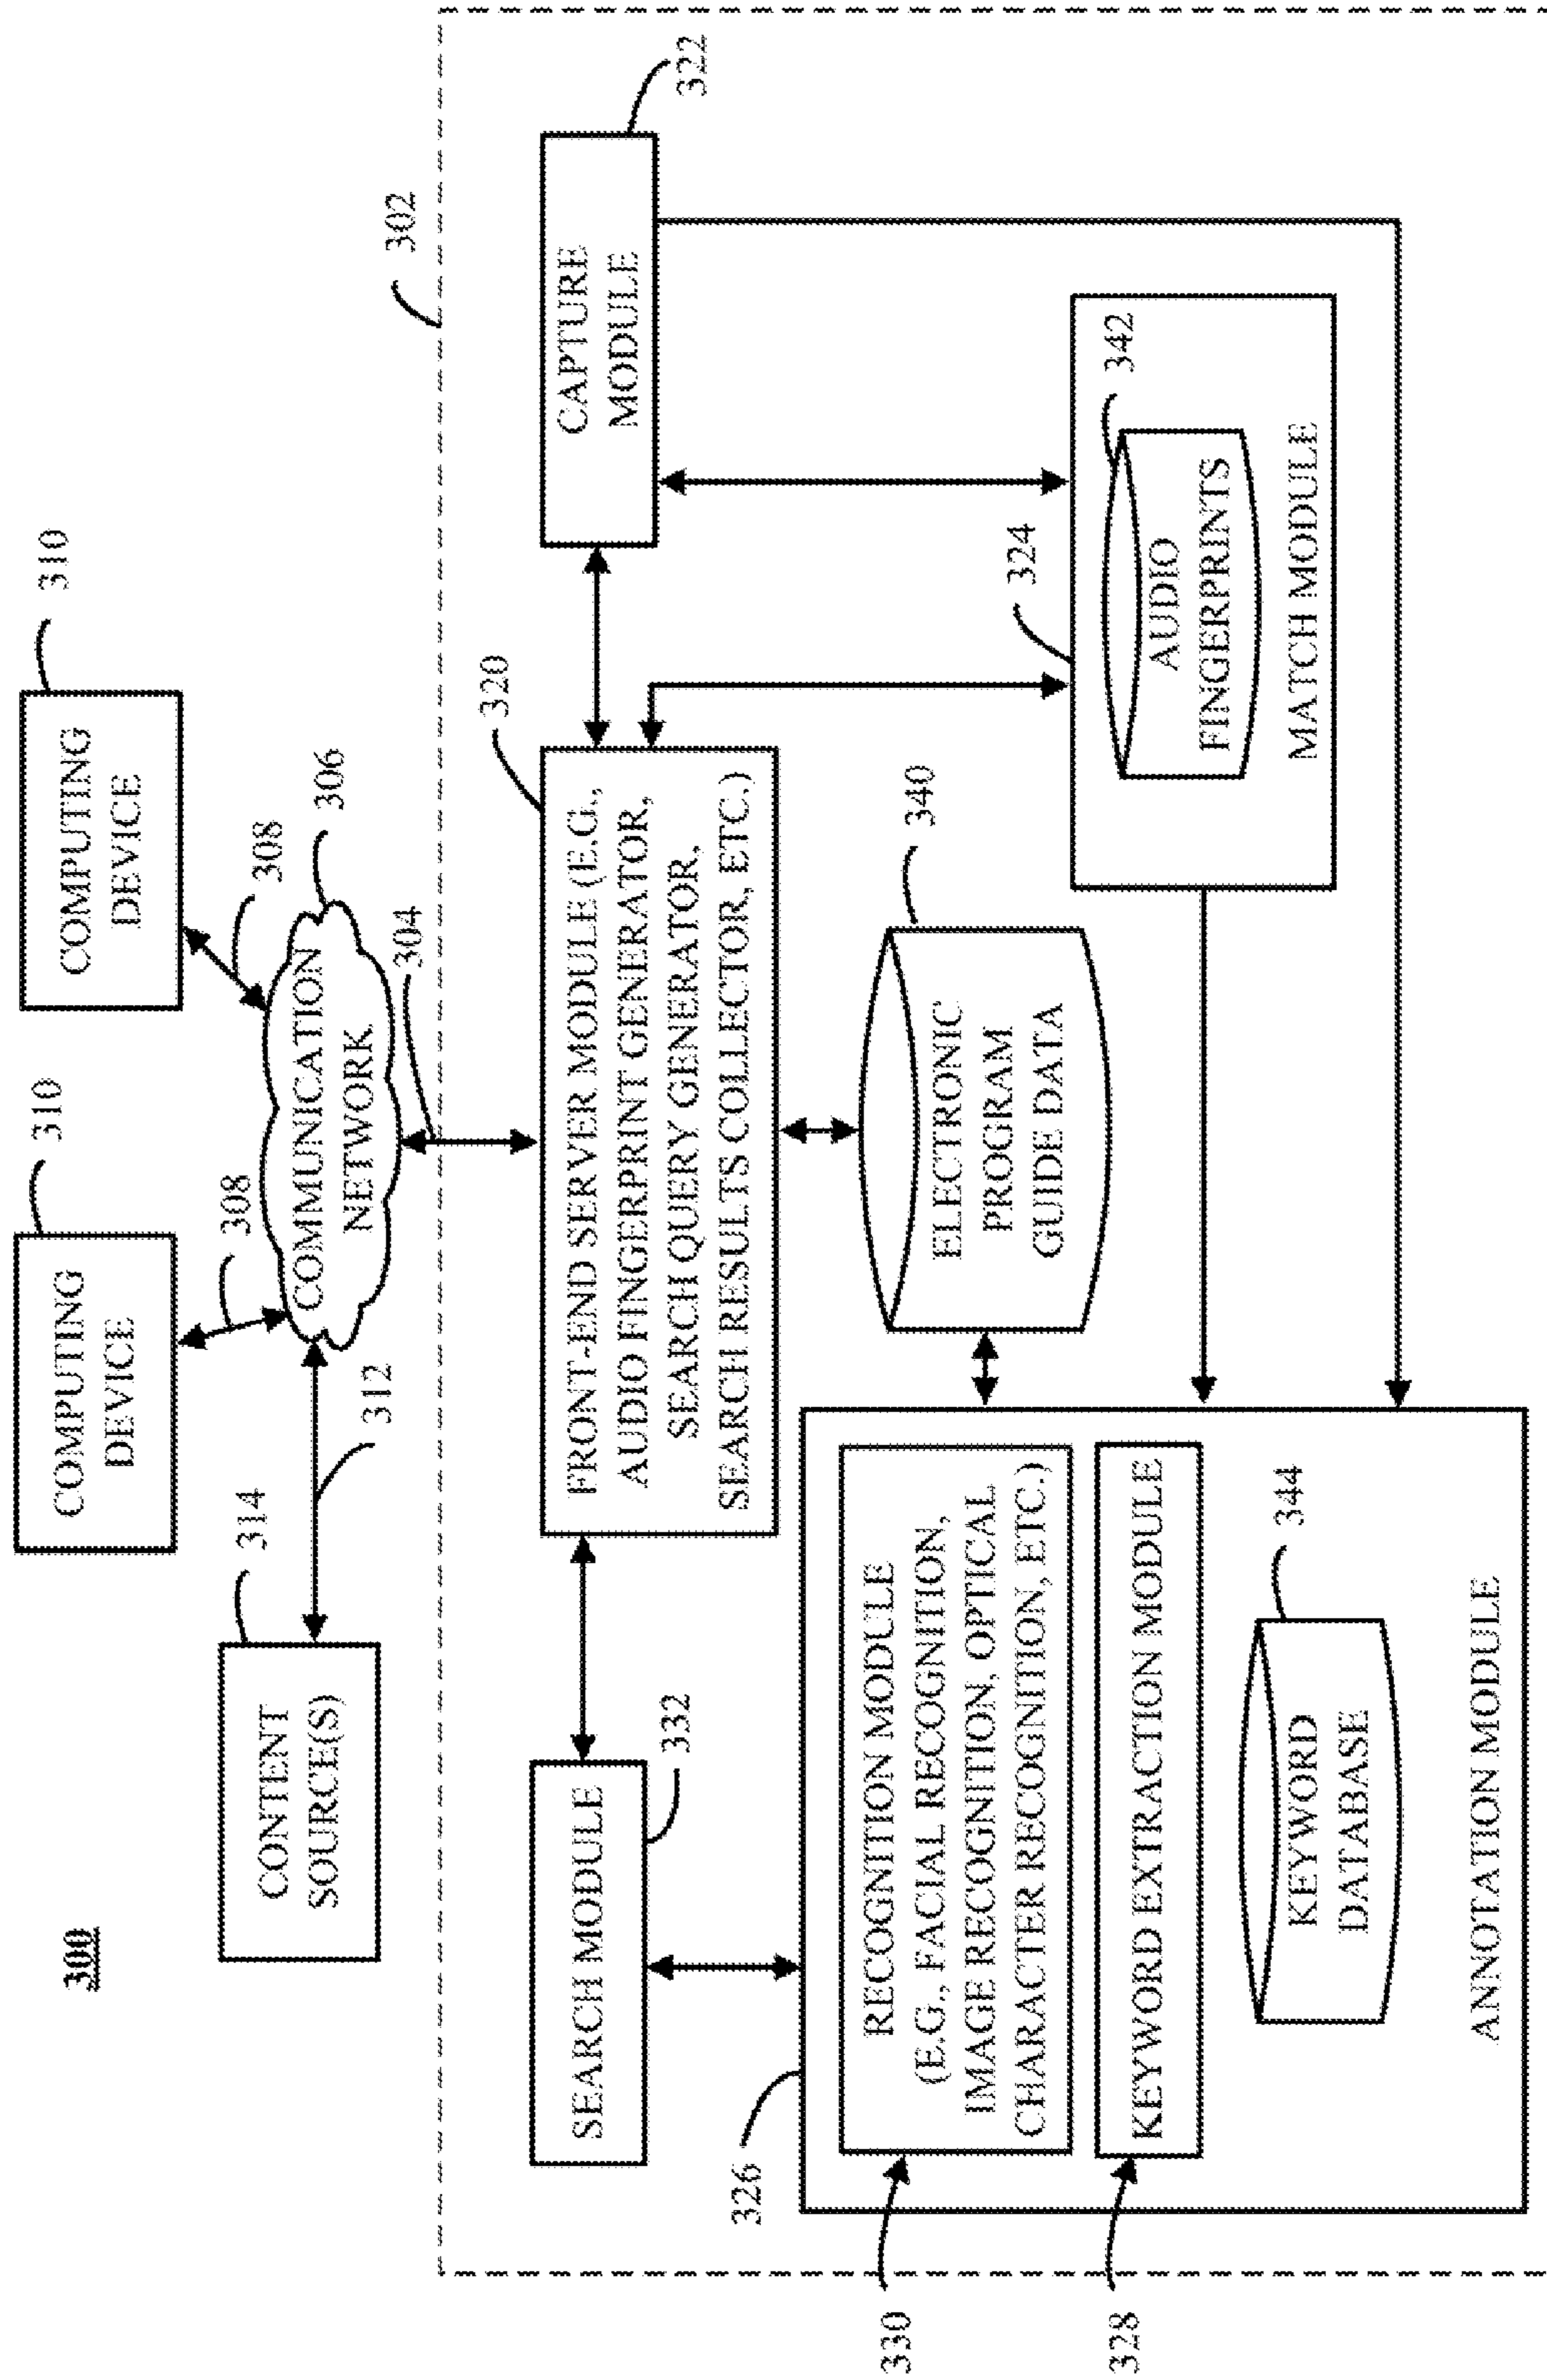 300
CONTENT
SOURCE(S)
314
312
COMPUTING
DEVICE
310
308
COMPUTING
DEVICE
310
308
COMMUNICATION
NETWORK
306
304
302
SEARCH MODULE
332
FRONT-END SERVER MODULE (E.G.,
AUDIO FINGERPRINT GENERATOR,
SEARCH QUERY GENERATOR,
SEARCH RESULTS COLLECTOR, ETC.)
320
CAPTURE
MODULE
322
326
RECOGNITION MODULE
(E.G., FACIAL RECOGNITION,
IMAGE RECOGNITION, OPTICAL
CHARACTER RECOGNITION, ETC.)
330
KEYWORD EXTRACTION MODULE
328
KEYWORD
DATABASE
344
ANNOTATION MODULE
ELECTRONIC
PROGRAM
GUIDE DATA
340
324
AUDIO
FINGERPRINTS
342
MATCH MODULE